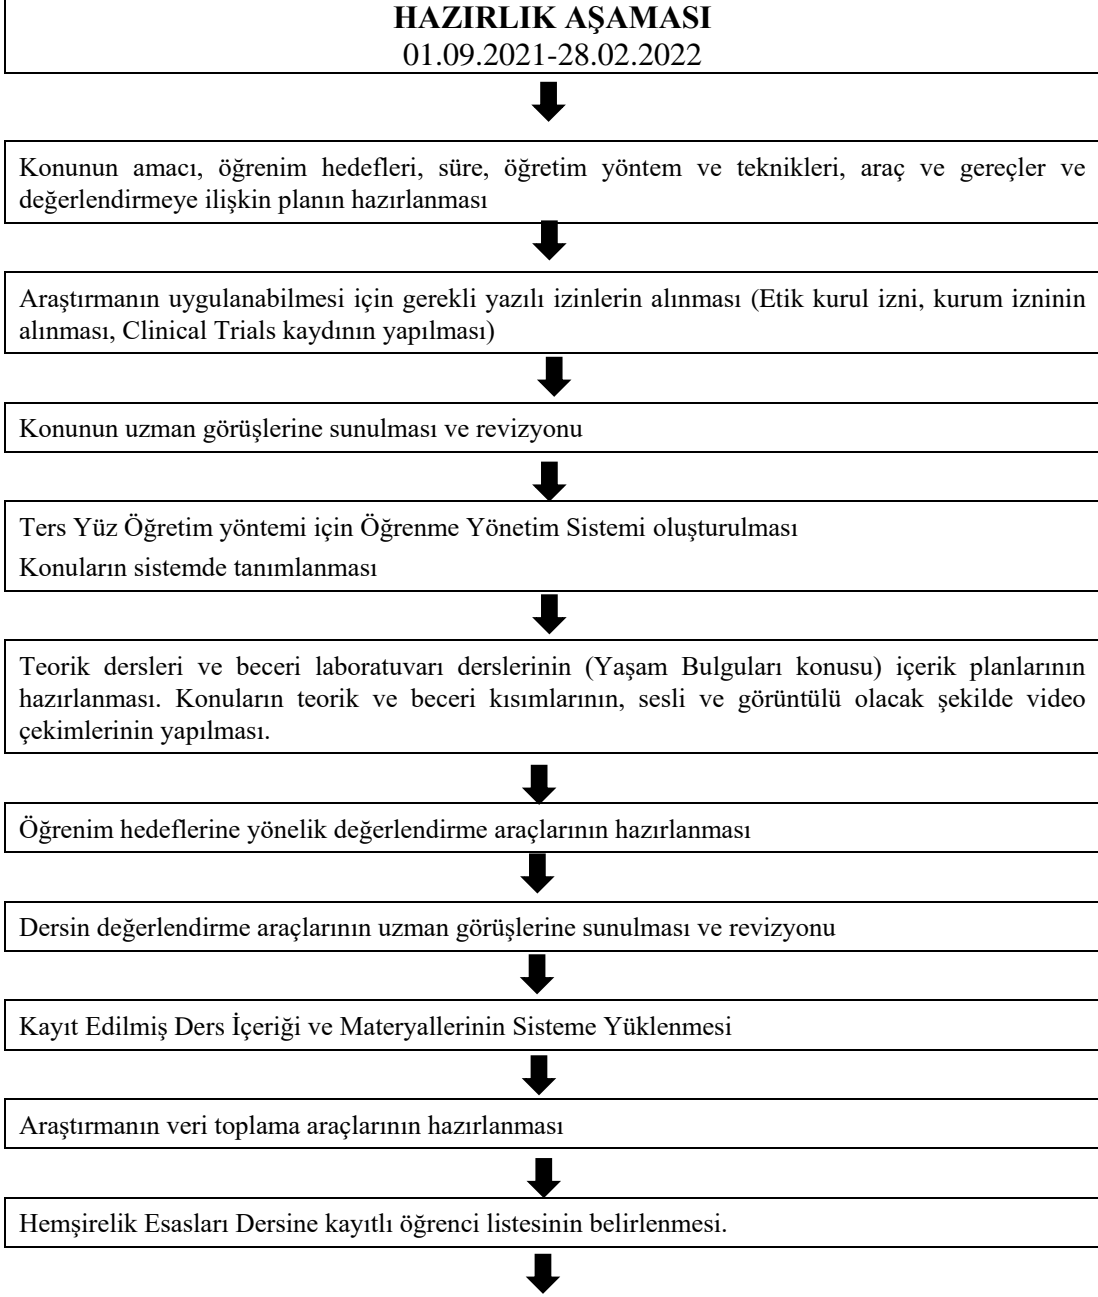 HAZIRLIK AŞAMASI
01.09.2021-28.02.2022
Konunun amacı, öğrenim hedefleri, süre, öğretim yöntem ve teknikleri, araç ve gereçler ve
değerlendirmeye ilişkin planın hazırlanması
Araştırmanın uygulanabilmesi için gerekli yazılı izinlerin alınması (Etik kurul izni, kurum izninin
alınması, Clinical Trials kaydının yapılması)
Konunun uzman görüşlerine sunulması ve revizyonu
Ters Yüz Öğretim yöntemi için Öğrenme Yönetim Sistemi oluşturulması
Konuların sistemde tanımlanması
Teorik dersleri ve beceri laboratuvarı derslerinin (Yaşam Bulguları konusu) içerik planlarının
hazırlanması. Konuların teorik ve beceri kısımlarının, sesli ve görüntülü olacak şekilde video
çekimlerinin yapılması.
Öğrenim hedeflerine yönelik değerlendirme araçlarının hazırlanması
Dersin değerlendirme araçlarının uzman görüşlerine sunulması ve revizyonu
Kayıt Edilmiş Ders İçeriği ve Materyallerinin Sisteme Yüklenmesi
Araştırmanın veri toplama araçlarının hazırlanması
Hemşirelik Esasları Dersine kayıtlı öğrenci listesinin belirlenmesi.